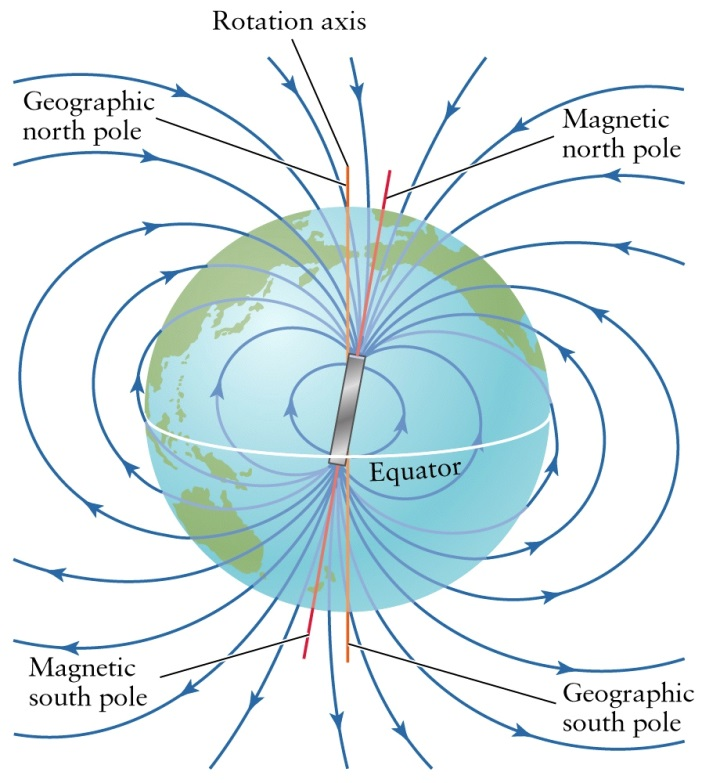 Rotation axis
Geographic
north pole
Magnetic
north pole
Equator
Magnetic
south pole
Geographic
south pole